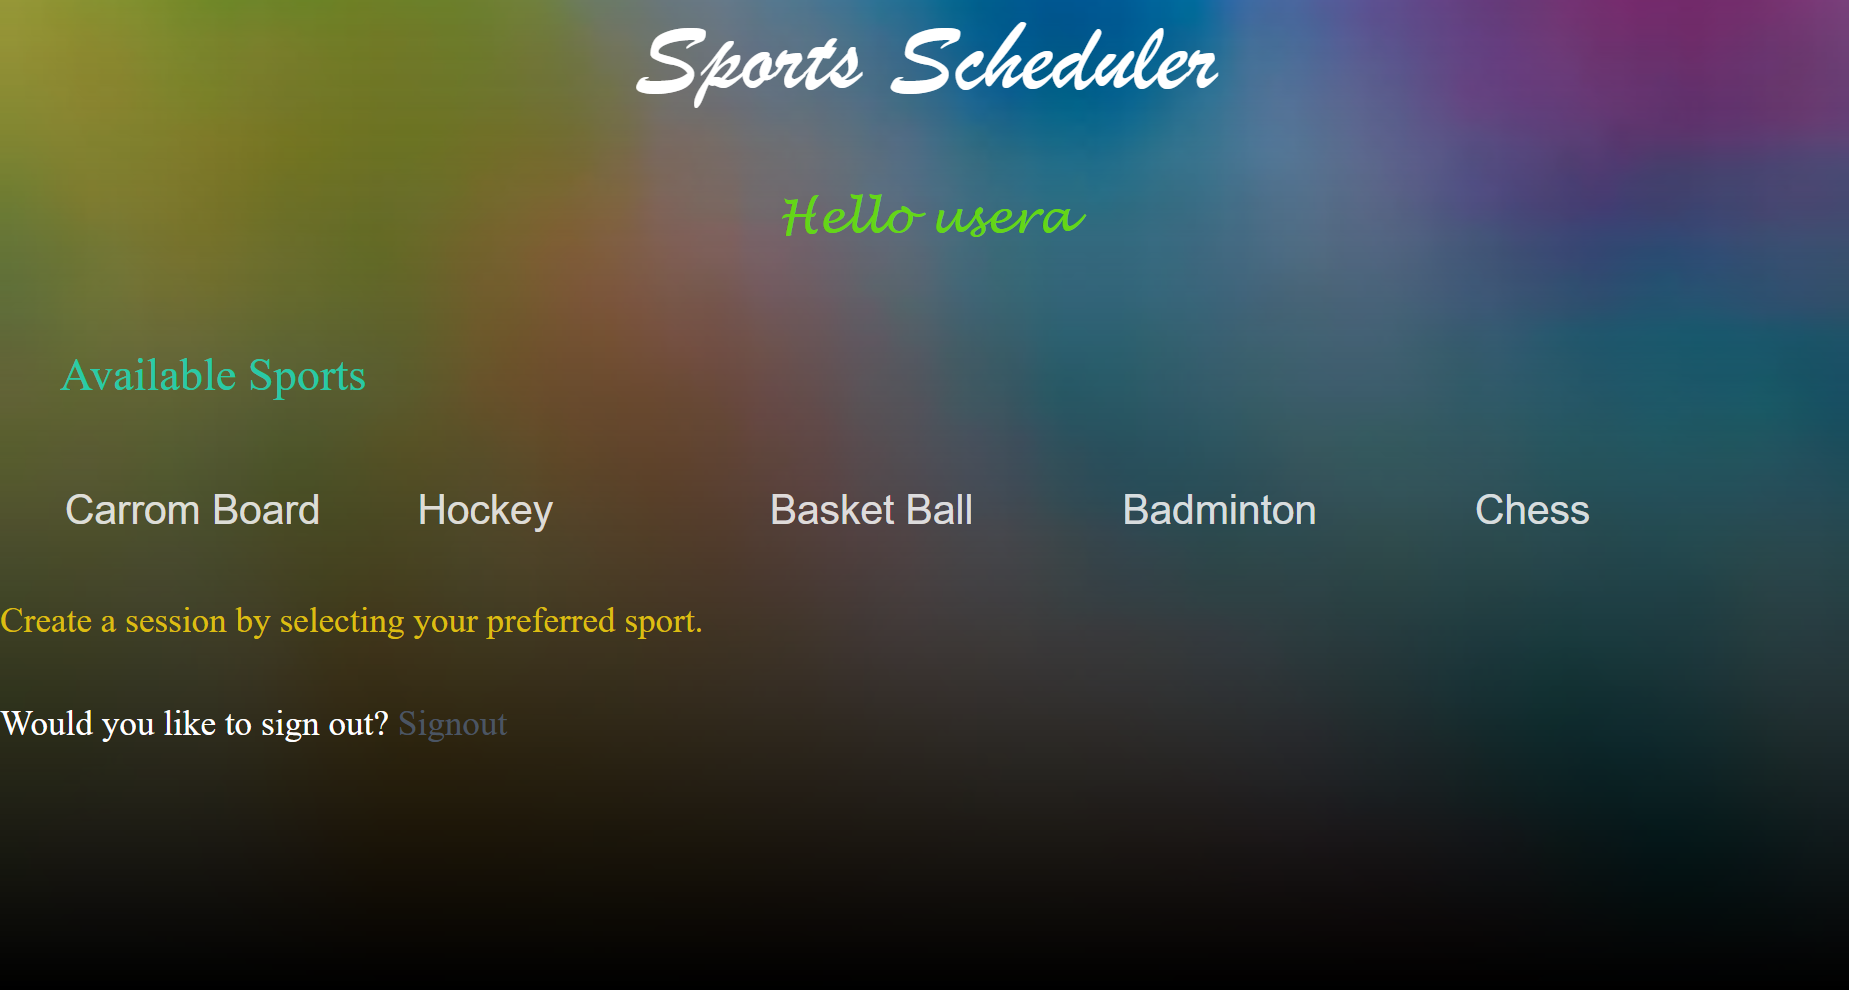 Sports Scheduler
Hello usera
Available Sports
Carrom Board Hockey Basket Ball Badminton Chess
Create a session by selecting your preferred sport.
Would you like to sign out? Signout